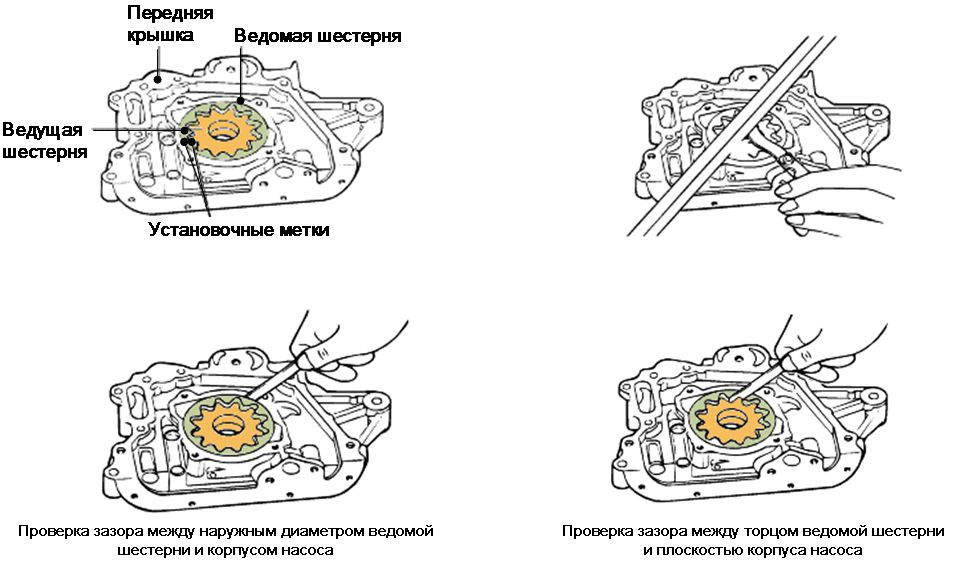 Передняя
крышка
Ведомая шестерня
Ведущая
шестерня
Установочные метки
Проверка зазора между наружным диаметром ведомой
шестерни и корпусом насоса
Проверка зазора между торцом ведомой шестерни
и плоскостью корпуса насоса